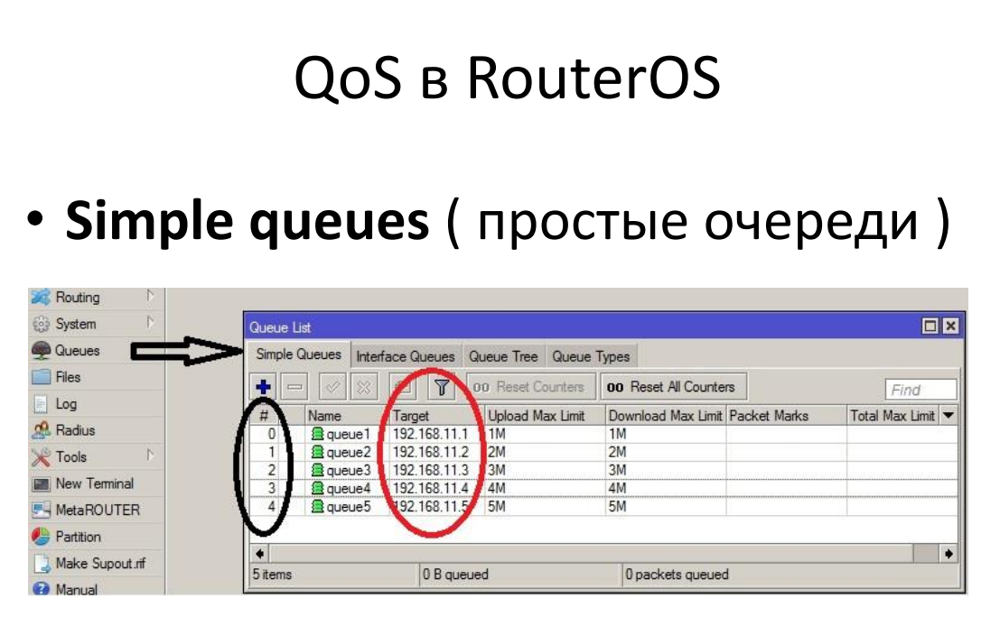 QoS в RouterOS
• Simple queues ( простые очереди )
Routing
System
Queues
Files
Log
Radius
Tools
New Terminal
MetaROUTER
Partition
Make Supout.rif
Manual
Queue List
Simple Queues Interface Queues Queue Tree Queue Types
00 Reset Counters 00 Reset All Counters Find
# Name Target Upload Max Limit Download Max Limit Packet Marks Total Max Limit
0 queue1 192.168.11.1 1M 1M
1 queue2 192.168.11.2 2M 2M
2 queue3 192.168.11.3 3M 3M
3 queue4 192.168.11.4 4M 4M
4 queue5 192.168.11.5 5M 5M
5 items 0 B queued 0 packets queued